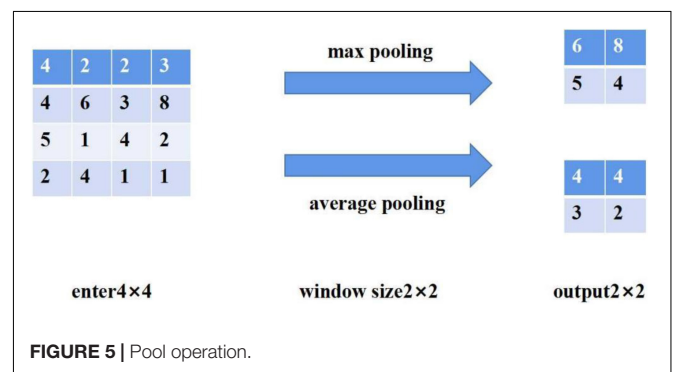 4 2 2 3
4 6 3 8
5 1 4 2
2 4 1 1
max pooling
average pooling
6 8
5 4
4 4
3 2
enter4×4 window size2×2 output2×2
FIGURE 5 | Pool operation.